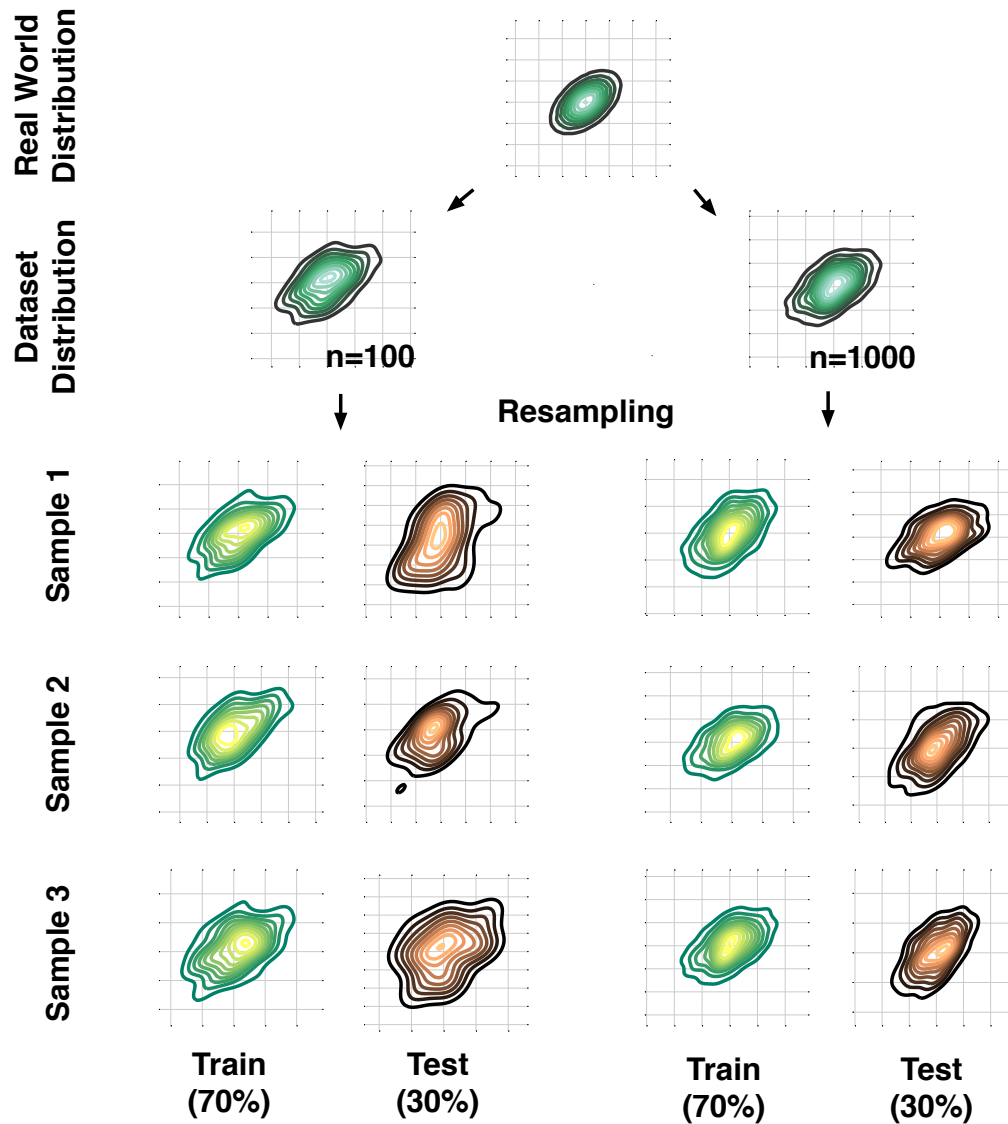 Real World
Distribution
Dataset
Distribution
n=100
n=1000
Resampling
Sample 1
Sample 2
Sample 3
Train
(70%)
Test
(30%)
Train
(70%)
Test
(30%)